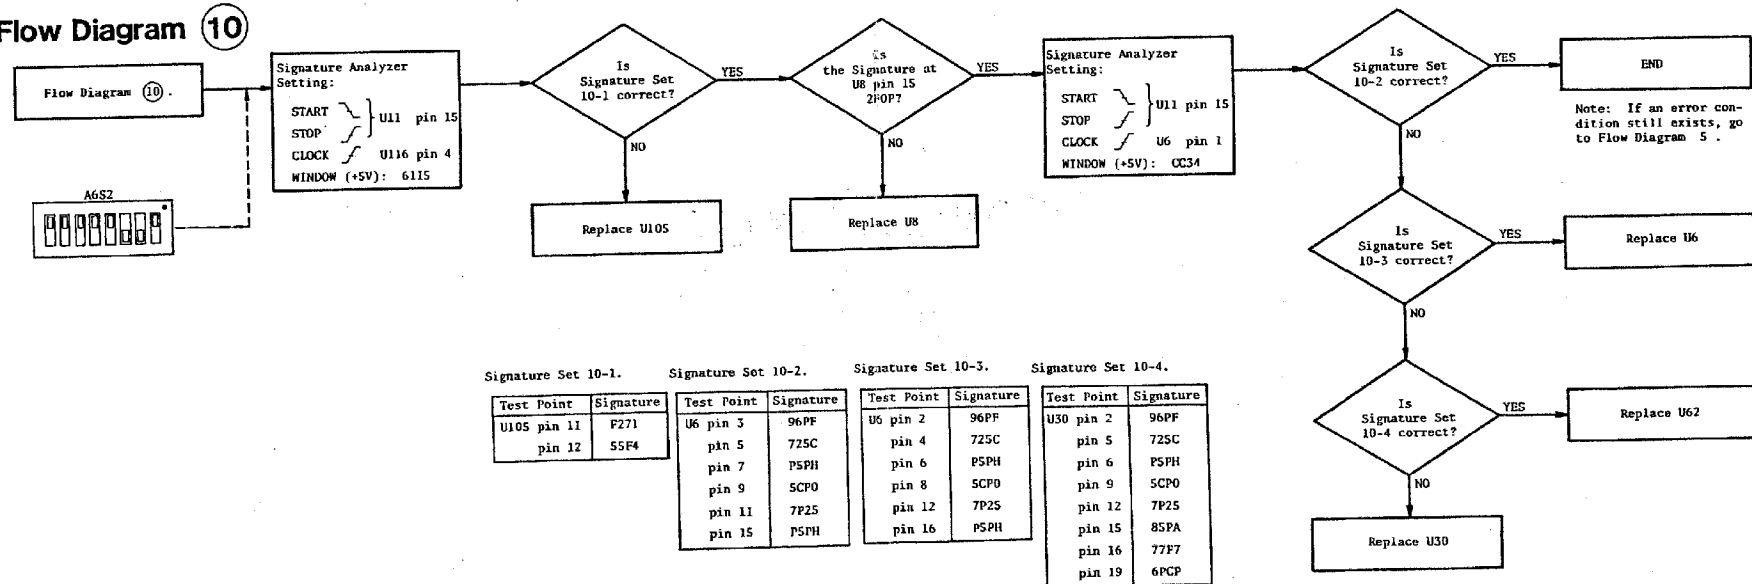 Flow Diagram 10
Flow Diagram 10 .
A6S2
Signature Analyzer
Setting:
START
STOP
U11 pin 15
CLOCK U116 pin 4
WINDOW (+5V): 61I5
Is
Signature Set
10-1 correct?
YES
NO
Replace U105
Is
the Signature at
U8 pin 15
2F0P?
YES
NO
Replace U8
Signature Analyzer
Setting:
START
STOP
U11 pin 15
CLOCK U6 pin 1
WINDOW (+5V): CC34
Is
Signature Set
10-2 correct?
YES
NO
END
Note: If an error con-
dition still exists, go
to Flow Diagram 5 .
Is
Signature Set
10-3 correct?
YES
NO
Replace U6
Is
Signature Set
10-4 correct?
YES
NO
Replace U62
Replace U30
Signature Set 10-1.
Test Point Signature
U105 pin 11 F271
pin 12 55F4
Signature Set 10-2.
Test Point Signature
U6 pin 3 96PF
pin 5 725C
pin 7 P5PH
pin 9 5CP0
pin 11 7P25
pin 15 P5PH
Signature Set 10-3.
Test Point Signature
U6 pin 2 96PF
pin 4 725C
pin 6 P5PH
pin 8 5CP0
pin 12 7P25
pin 16 P5PH
Signature Set 10-4.
Test Point Signature
U30 pin 2 96PF
pin 5 725C
pin 6 P5PH
pin 9 5CP0
pin 12 7P25
pin 15 85PA
pin 16 77F7
pin 19 6PCP